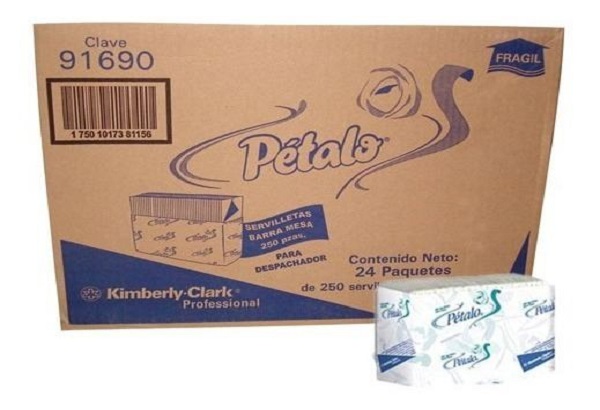 Clave
91690
FRAGIL
1 750 10173 81156
Pétalo
SERVILLETAS
BARRA MESA
250 pzas.
PARA
DESPACHADOR
Contenido Neto:
24 Paquetes
de 250
Kimberly-Clark
Professional
Pétalo
Pétalo